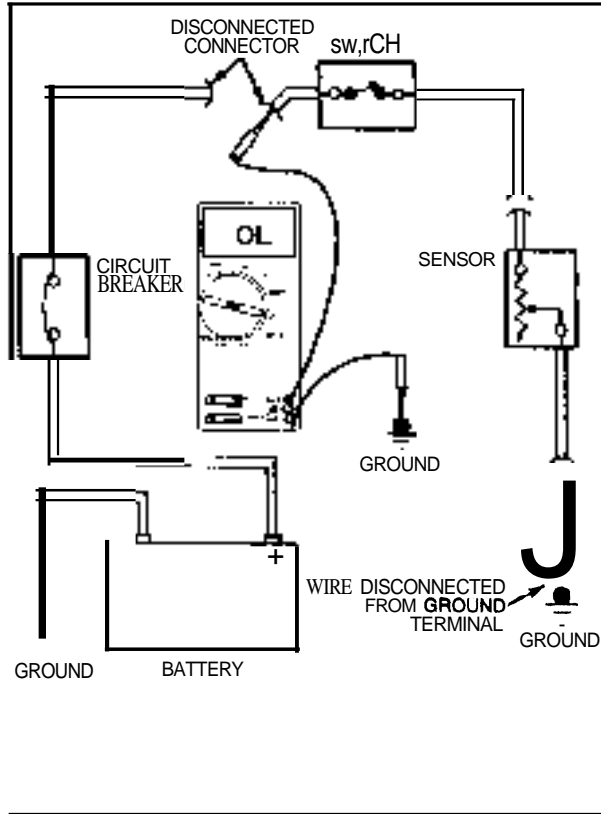 DISCONNECTED
CONNECTOR
sw,rCH
OL
CIRCUIT
BREAKER
SENSOR
GROUND
+
WIRE DISCONNECTED
FROM GROUND
TERMINAL
GROUND
GROUND
BATTERY